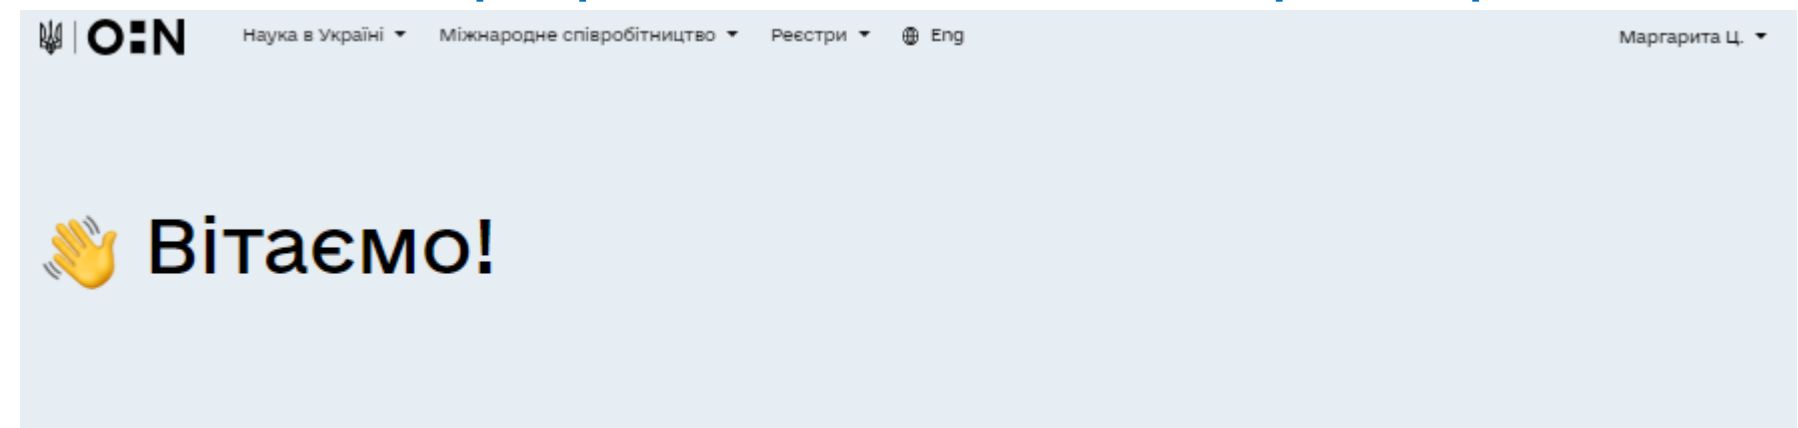 O:N Наука в Україні Міжнародне співробітництво Реєстри Eng Маргарита Ц.
Вітаємо!